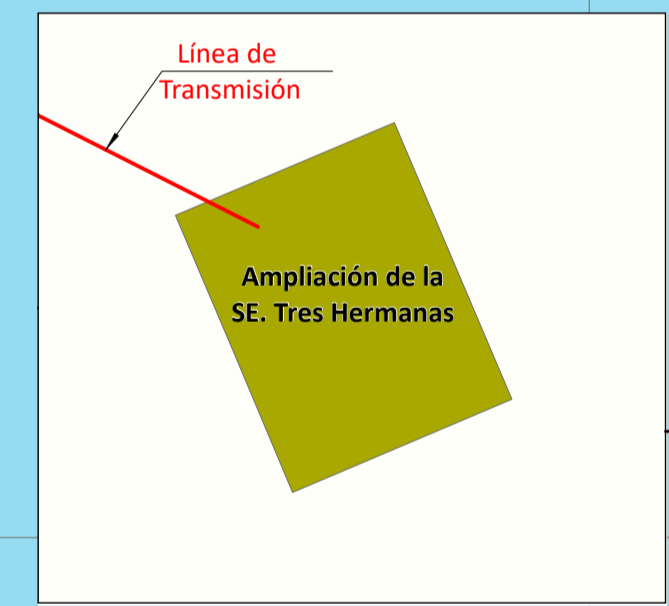 Línea de
Transmisión
Ampliación de la
SE. Tres Hermanas